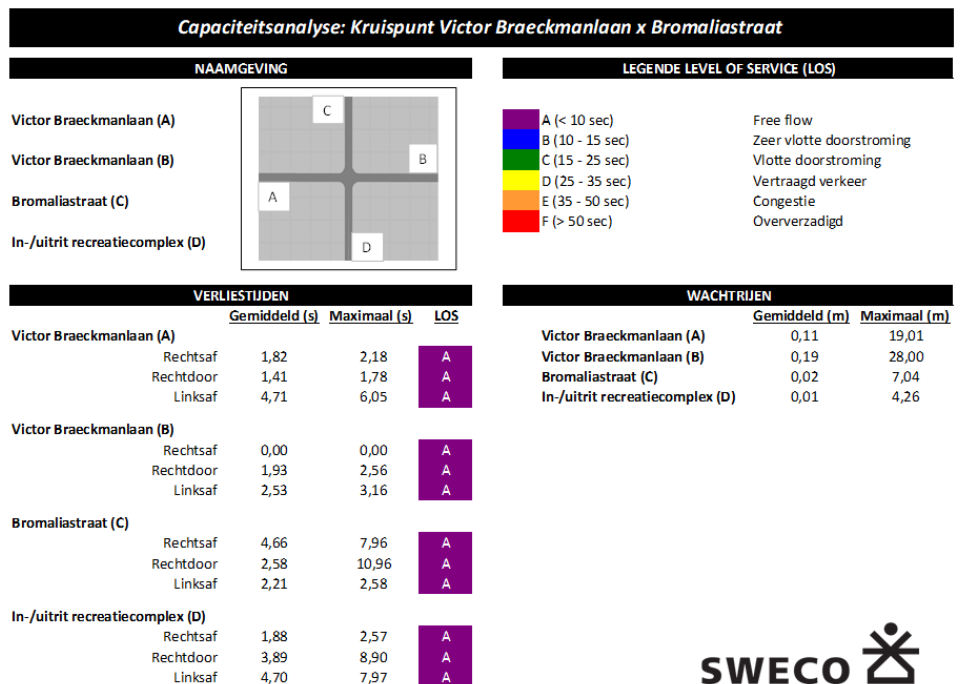 Capaciteitsanalyse: Kruispunt Victor Braeckmanlaan x Bromaliastraat
NAAMGEVING
Victor Braeckmanlaan (A)
Victor Braeckmanlaan (B)
Bromaliastraat (C)
In-/uitrit recreatiecomplex (D)
C
B
A
D
LEGENDE LEVEL OF SERVICE (LOS)
A (< 10 sec) Free flow
B (10 - 15 sec) Zeer vlotte doorstroming
C (15 - 25 sec) Vlotte doorstroming
D (25 - 35 sec) Vertraagd verkeer
E (35 - 50 sec) Congestie
F (> 50 sec) Oververzadigd
VERLIESTIJDEN
Gemiddeld (s) Maximaal (s) LOS
Victor Braeckmanlaan (A)
Rechtsaf 1,82 2,18 A
Rechtdoor 1,41 1,78 A
Linksaf 4,71 6,05 A
Victor Braeckmanlaan (B)
Rechtsaf 0,00 0,00 A
Rechtdoor 1,93 2,56 A
Linksaf 2,53 3,16 A
Bromaliastraat (C)
Rechtsaf 4,66 7,96 A
Rechtdoor 2,58 10,96 A
Linksaf 2,21 2,58 A
In-/uitrit recreatiecomplex (D)
Rechtsaf 1,88 2,57 A
Rechtdoor 3,89 8,90 A
Linksaf 4,70 7,97 A
WACHTRIJEN
Gemiddeld (m) Maximaal (m)
Victor Braeckmanlaan (A) 0,11 19,01
Victor Braeckmanlaan (B) 0,19 28,00
Bromaliastraat (C) 0,02 7,04
In-/uitrit recreatiecomplex (D) 0,01 4,26
SWECO